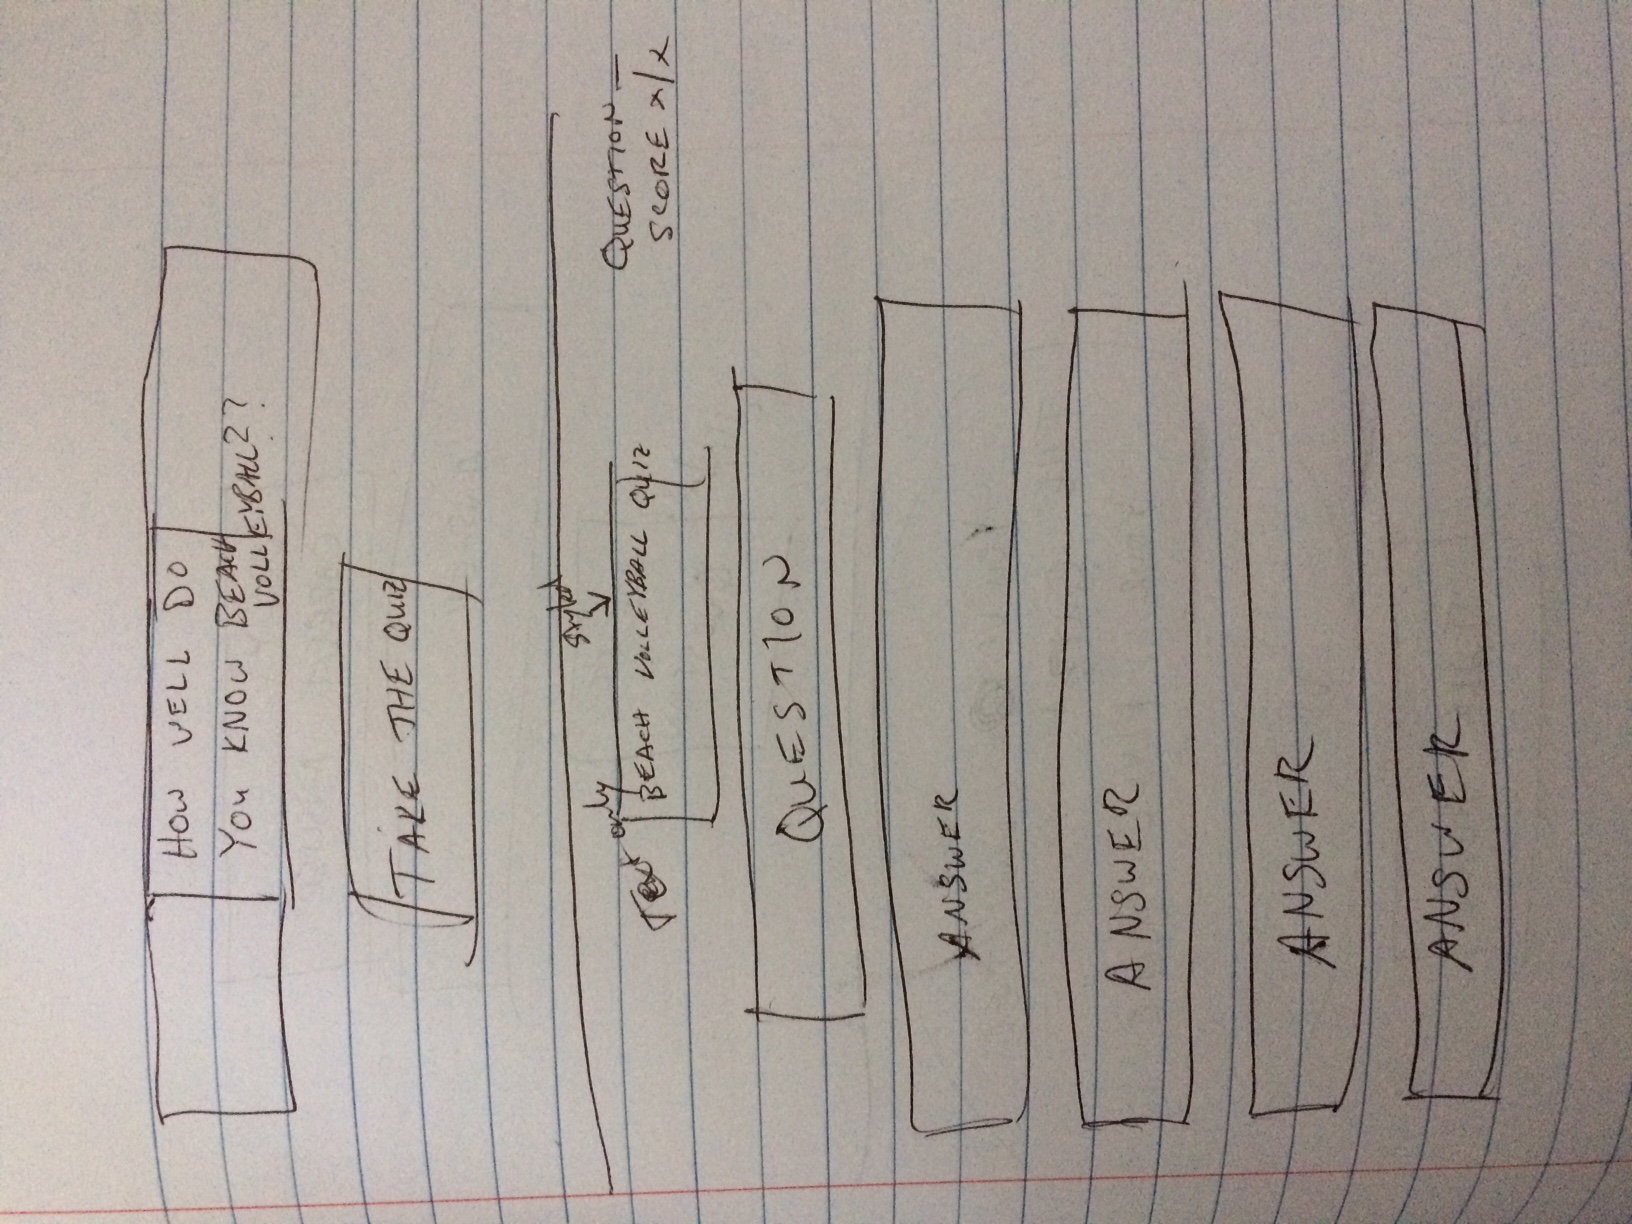 HOW WELL DO
YOU KNOW BEACH
VOLLEYBALL??
TAKE THE QUIZ
Styled
Text only
BEACH VOLLEYBALL QUIZ
QUESTION —
SCORE x/x
QUESTION
ANSWER
ANSWER
ANSWER
ANSWER